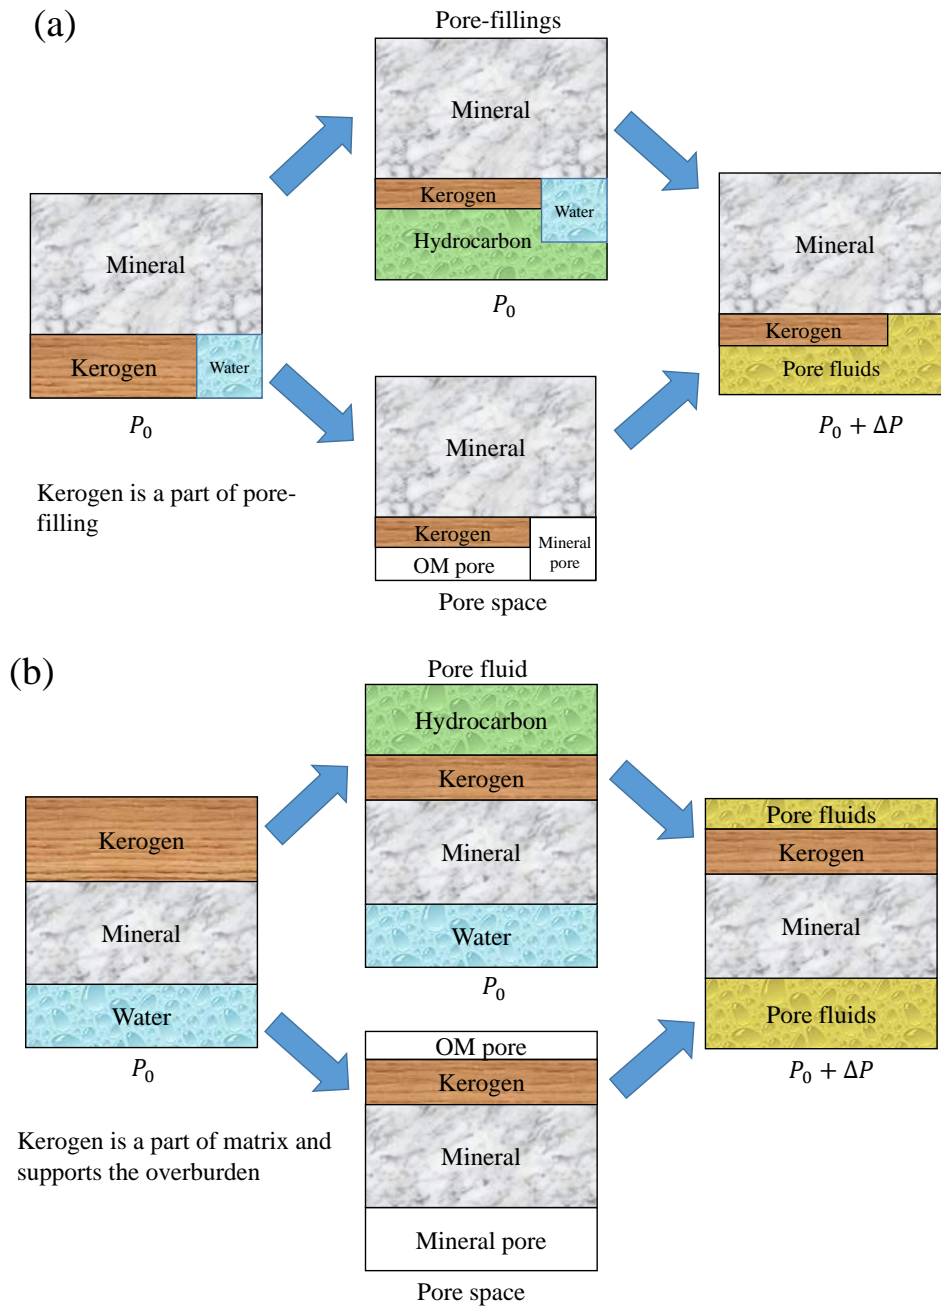 (a)
Pore-fillings
Mineral
Kerogen
Water
Hydrocarbon
P₀
Mineral
Kerogen
Water
P₀
Mineral
Kerogen
Pore fluids
P₀ + ΔP
Kerogen is a part of pore-
filling
Mineral
Kerogen
OM pore
Mineral
pore
Pore space
(b)
Pore fluid
Hydrocarbon
Kerogen
Mineral
Water
P₀
Kerogen
Mineral
Water
P₀
Pore fluids
Kerogen
Mineral
Pore fluids
P₀ + ΔP
Kerogen is a part of matrix and
supports the overburden
OM pore
Kerogen
Mineral
Mineral pore
Pore space